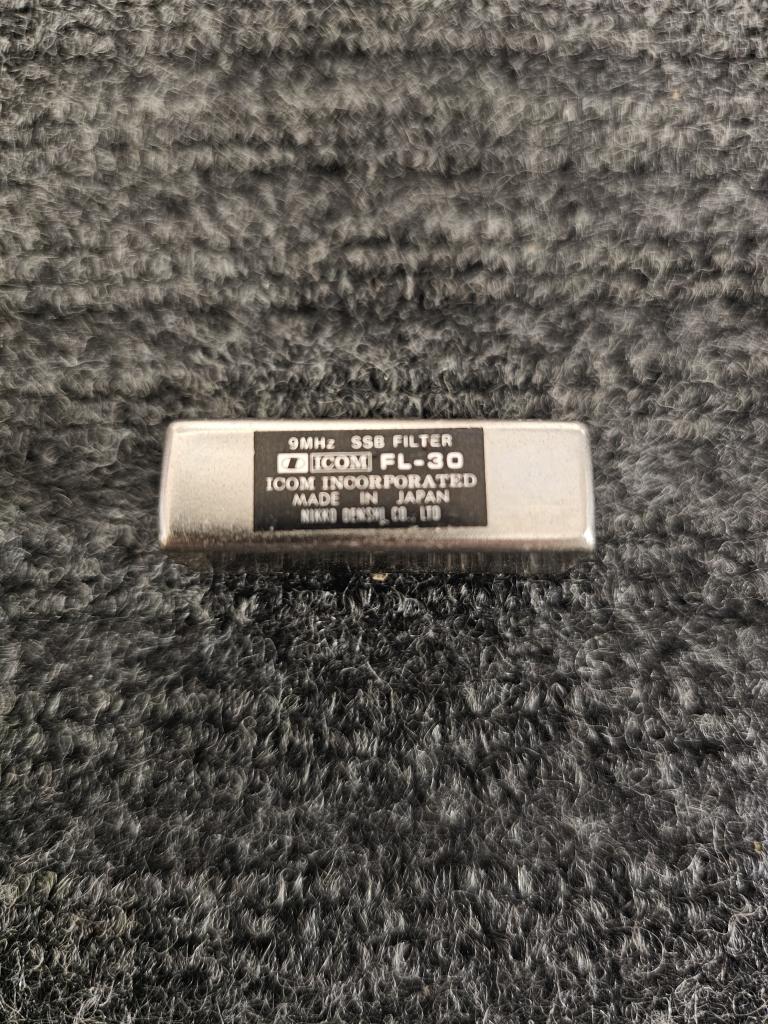 9MHz SSB FILTER
ICOM FL-30
ICOM INCORPORATED
MADE IN JAPAN
NIKKO DENSHI CO., LTD